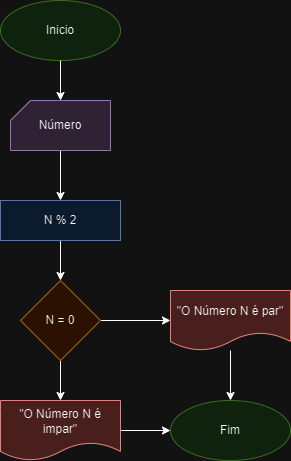 Inicio
Número
N % 2
N = 0
"O Número N é par"
"O Número N é
impar"
Fim